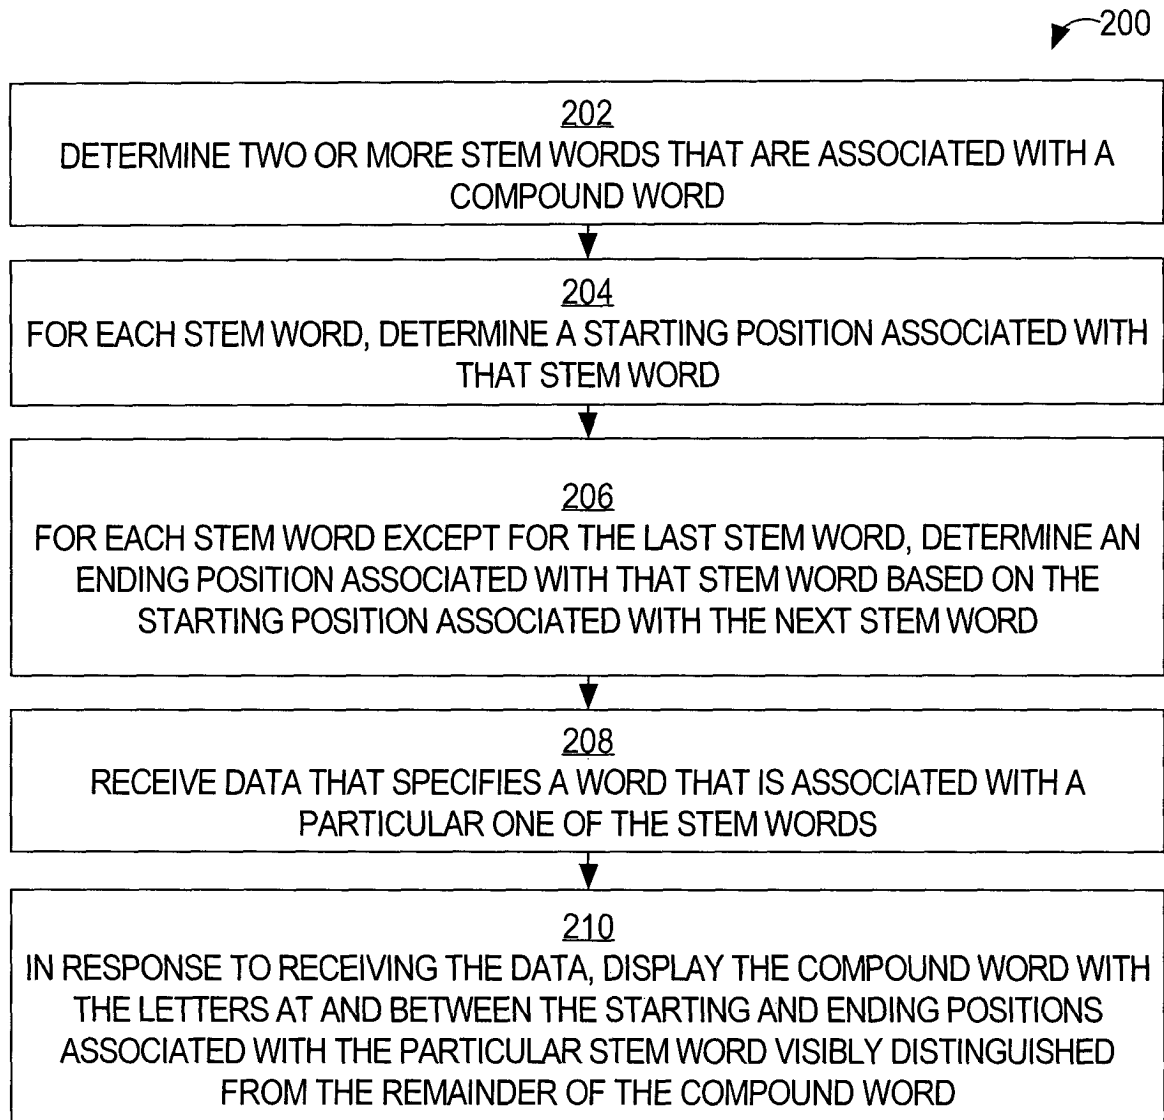 200
202
DETERMINE TWO OR MORE STEM WORDS THAT ARE ASSOCIATED WITH A
COMPOUND WORD
204
FOR EACH STEM WORD, DETERMINE A STARTING POSITION ASSOCIATED WITH
THAT STEM WORD
206
FOR EACH STEM WORD EXCEPT FOR THE LAST STEM WORD, DETERMINE AN
ENDING POSITION ASSOCIATED WITH THAT STEM WORD BASED ON THE
STARTING POSITION ASSOCIATED WITH THE NEXT STEM WORD
208
RECEIVE DATA THAT SPECIFIES A WORD THAT IS ASSOCIATED WITH A
PARTICULAR ONE OF THE STEM WORDS
210
IN RESPONSE TO RECEIVING THE DATA, DISPLAY THE COMPOUND WORD WITH
THE LETTERS AT AND BETWEEN THE STARTING AND ENDING POSITIONS
ASSOCIATED WITH THE PARTICULAR STEM WORD VISIBLY DISTINGUISHED
FROM THE REMAINDER OF THE COMPOUND WORD